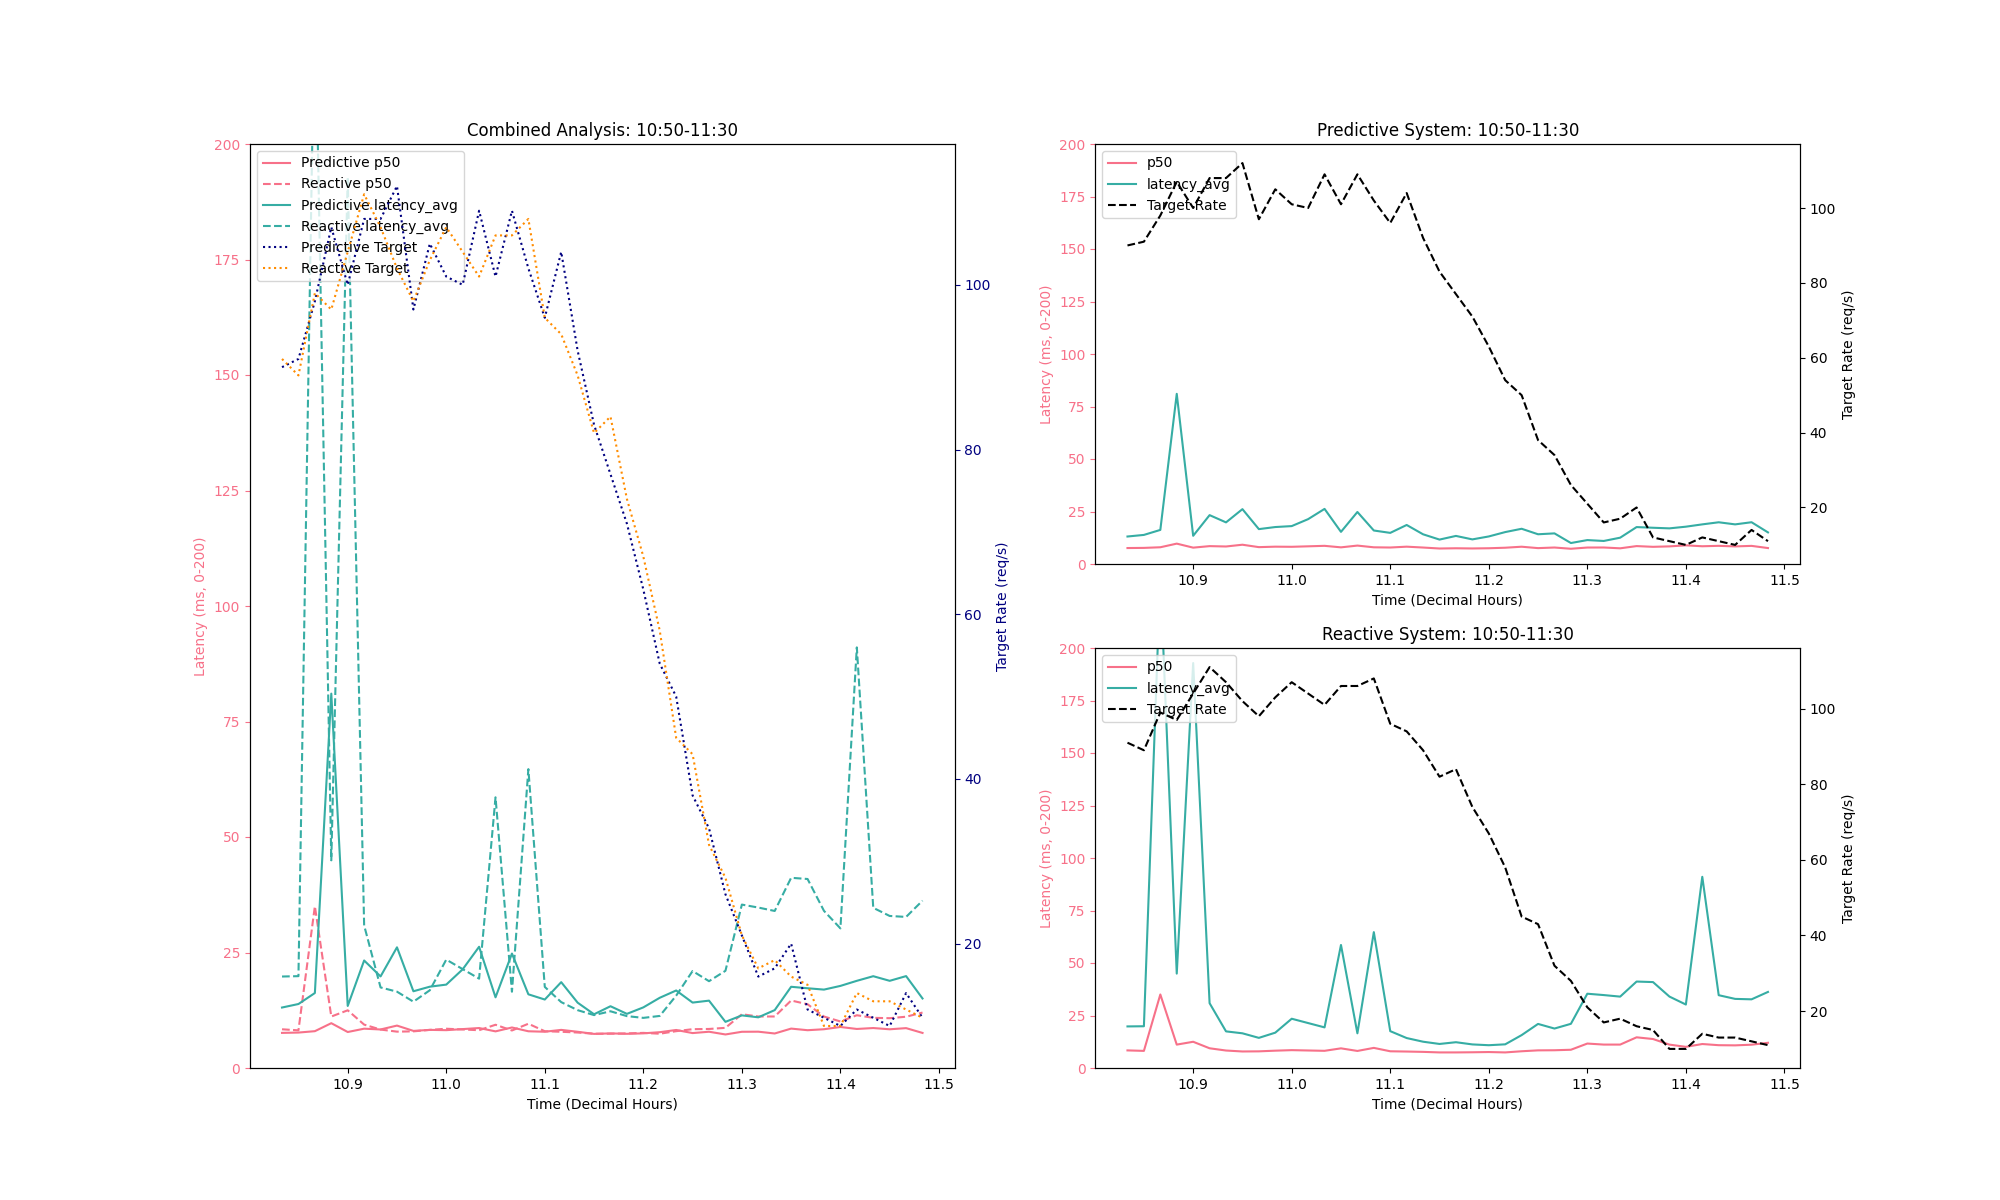 Combined Analysis: 10:50-11:30
Predictive p50
Reactive p50
Predictive latency_avg
Reactive latency_avg
Predictive Target
Reactive Target
200
175
150
125
100
75
50
25
0
Latency (ms, 0-200)
100
80
60
40
20
Target Rate (req/s)
10.9 11.0 11.1 11.2 11.3 11.4 11.5
Time (Decimal Hours)
Predictive System: 10:50-11:30
p50
latency_avg
Target Rate
200
175
150
125
100
75
50
25
0
Latency (ms, 0-200)
100
80
60
40
20
Target Rate (req/s)
10.9 11.0 11.1 11.2 11.3 11.4 11.5
Time (Decimal Hours)
Reactive System: 10:50-11:30
p50
latency_avg
Target Rate
200
175
150
125
100
75
50
25
0
Latency (ms, 0-200)
100
80
60
40
20
Target Rate (req/s)
10.9 11.0 11.1 11.2 11.3 11.4 11.5
Time (Decimal Hours)